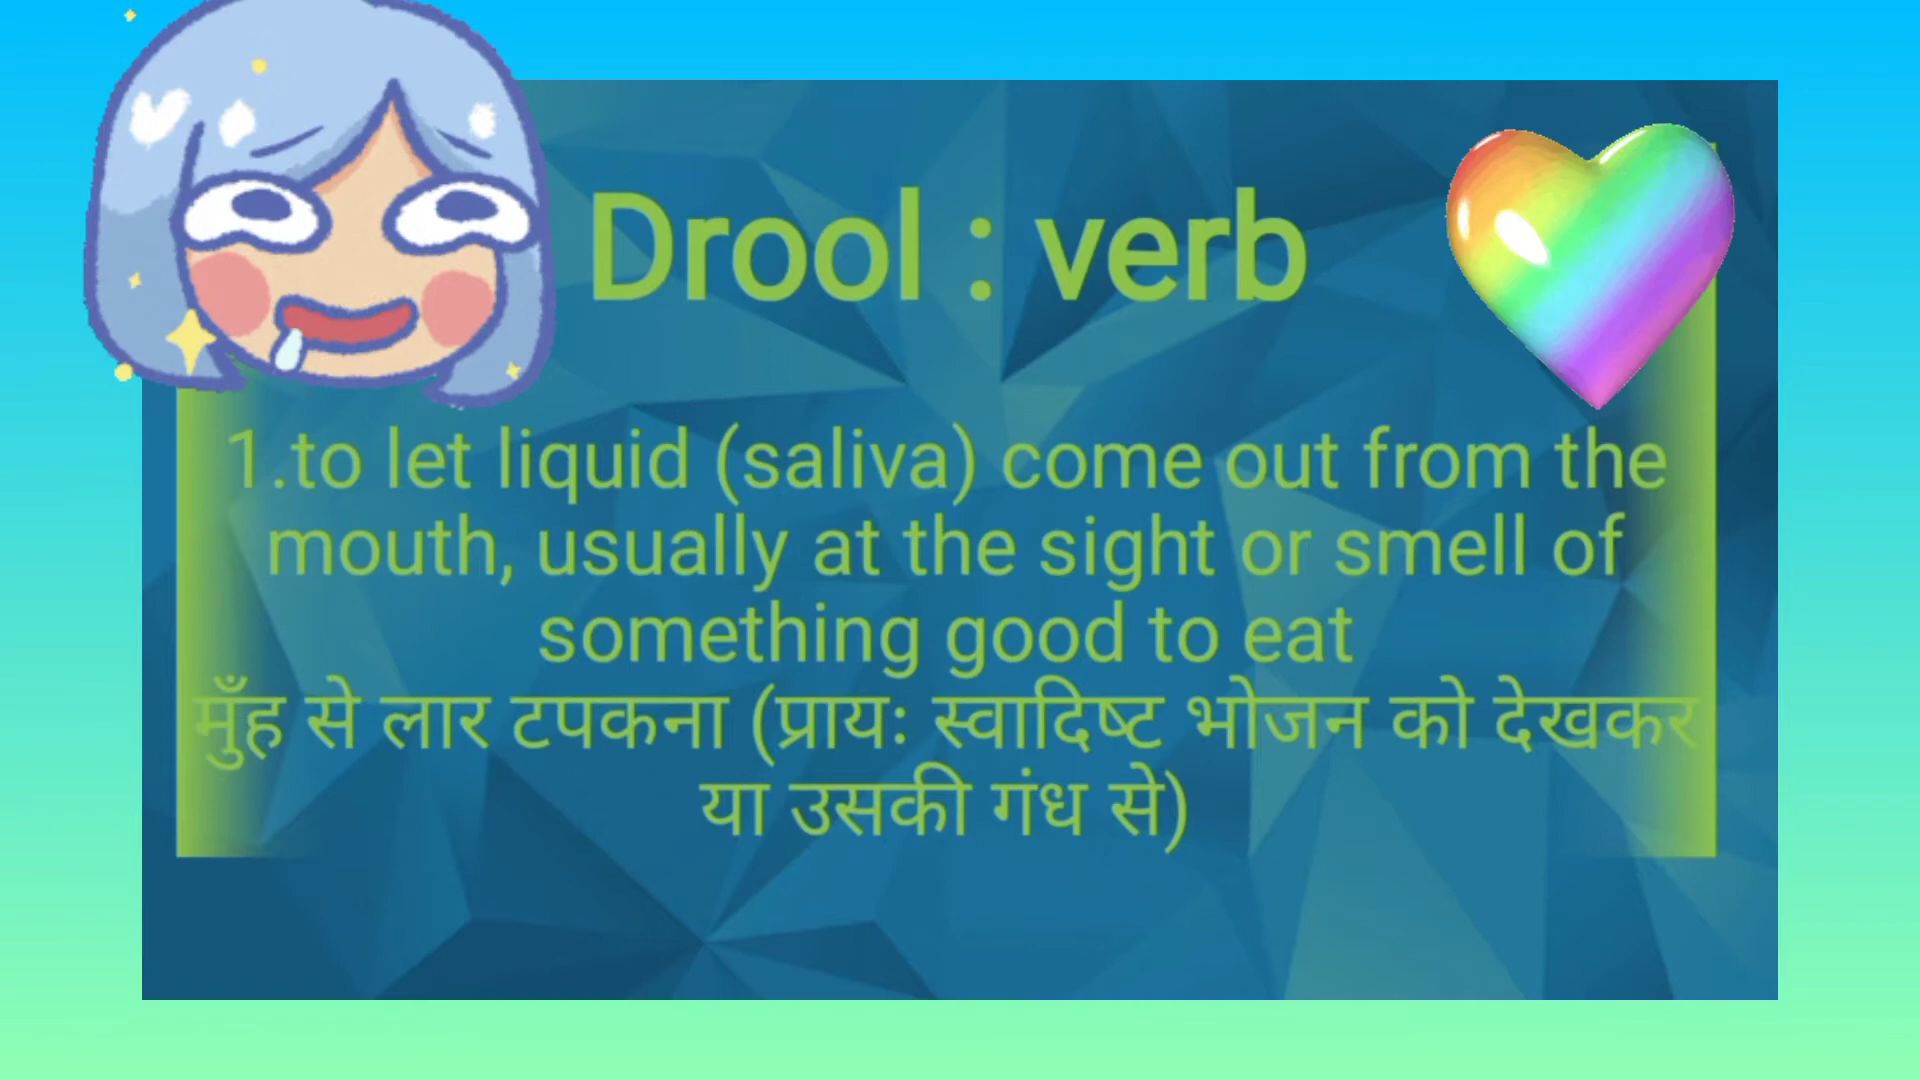 Drool : verb
1.to let liquid (saliva) come out from the
mouth, usually at the sight or smell of
something good to eat
मुँह से लार टपकना (प्रायः स्वादिष्ट भोजन को देखकर
या उसकी गंध से)